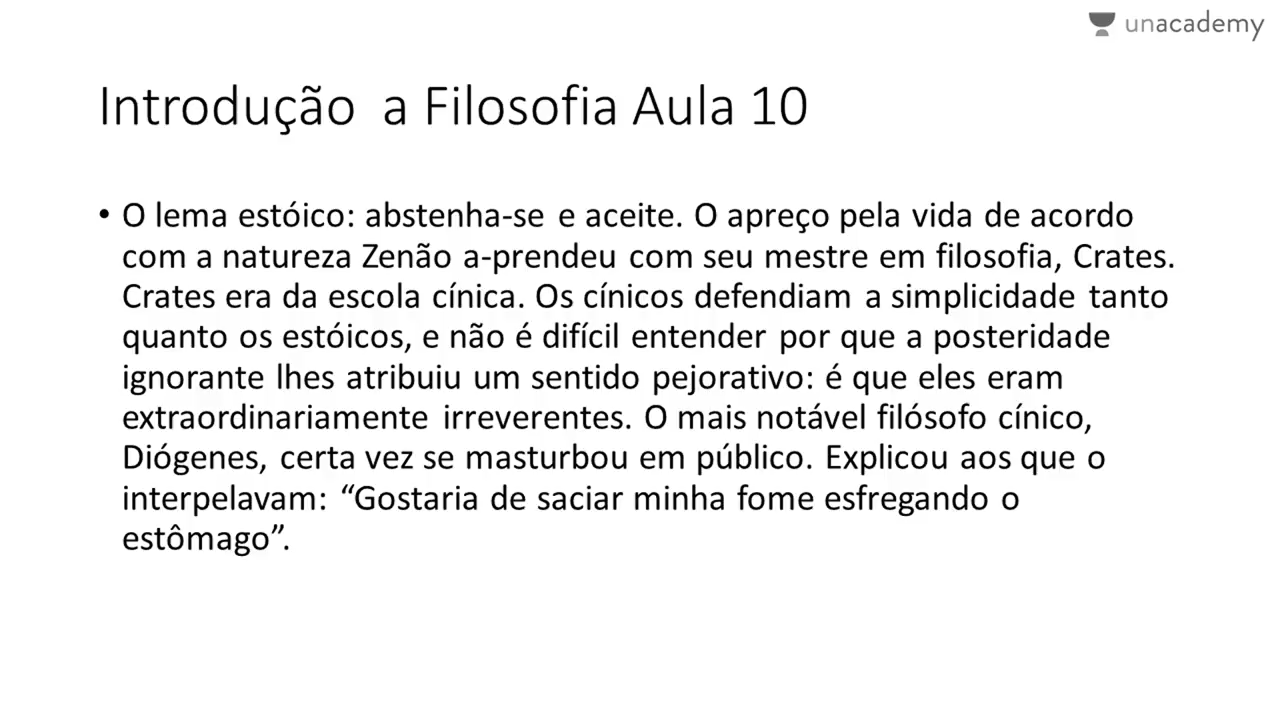 unacademy
Introdução a Filosofia Aula 10
• O lema estóico: abstenha-se e aceite. O apreço pela vida de acordo
com a natureza Zenão a-prendeu com seu mestre em filosofia, Crates.
Crates era da escola cínica. Os cínicos defendiam a simplicidade tanto
quanto os estóicos, e não é difícil entender por que a posteridade
ignorante lhes atribuiu um sentido pejorativo: é que eles eram
extraordinariamente irreverentes. O mais notável filósofo cínico,
Diógenes, certa vez se masturbou em público. Explicou aos que o
interpelavam: “Gostaria de saciar minha fome esfregando o
estômago”.